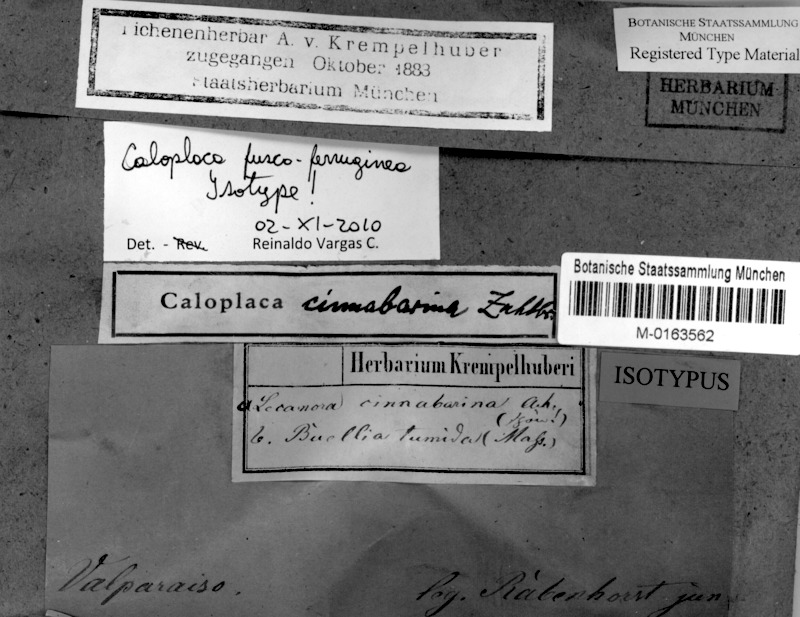 Lichenenherbar A. v. Krempelhuber
zugegangen Oktober 1883
Staatsherbarium München
BOTANISCHE STAATSSAMMLUNG
MÜNCHEN
Registered Type Material
HERBARIUM
MÜNCHEN
Caloplaca fusco-ferruginea
Isotype!
02-XI-2010
Det. - Rev. Reinaldo Vargas C.
Caloplaca cinnabarina Zahlbr.
Botanische Staatssammlung München
M-0163562
ISOTYPUS
Herbarium Krempelhuberi
a Lecanora cinnabarina Ach.
b. Buellia tumida (Mass.)
Valparaiso.
leg. Rabenhorst jun